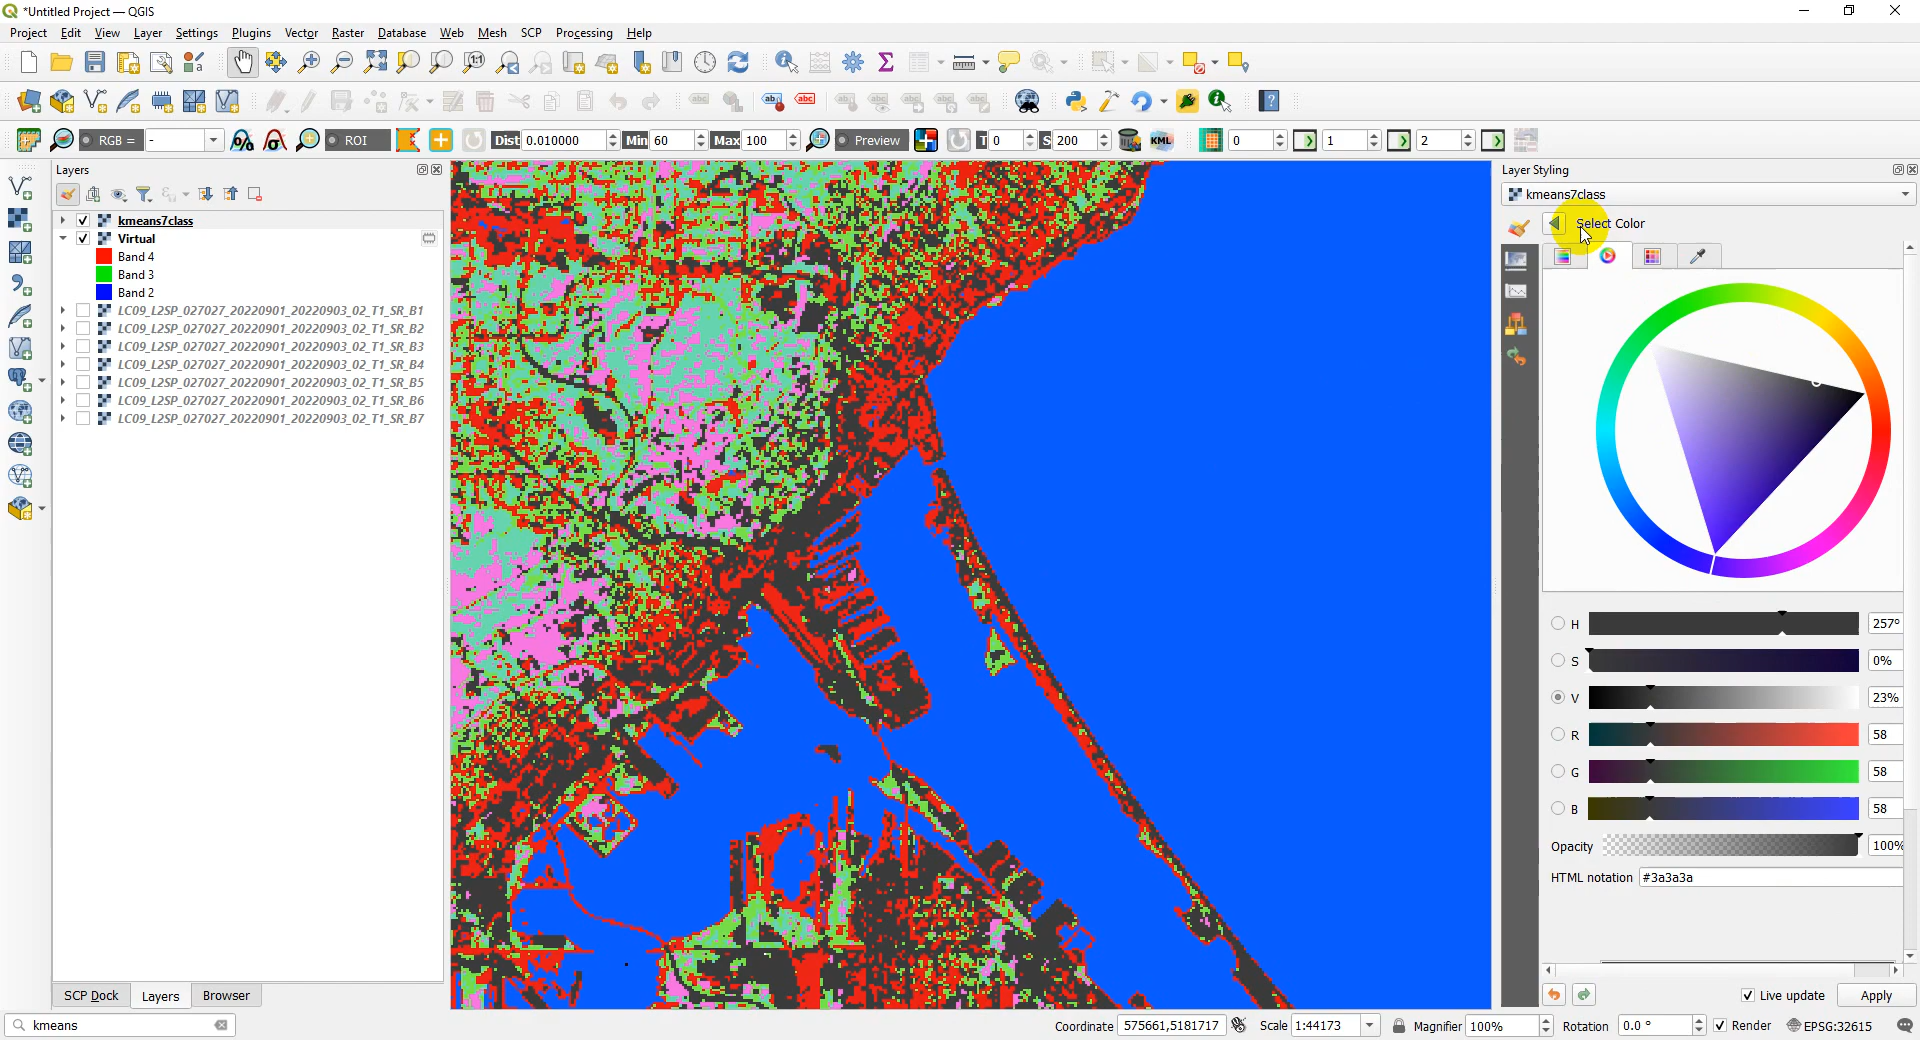 *Untitled Project — QGIS
Project Edit View Layer Settings Plugins Vector Raster Database Web Mesh SCP Processing Help
RGB = - ROI Dist 0.010000 Min 60 Max 100 Preview T 0 S 200 KML 0 1 2
Layers
kmeans7class
Virtual
Band 4
Band 3
Band 2
LC09_L2SP_027027_20220901_20220903_02_T1_SR_B1
LC09_L2SP_027027_20220901_20220903_02_T1_SR_B2
LC09_L2SP_027027_20220901_20220903_02_T1_SR_B3
LC09_L2SP_027027_20220901_20220903_02_T1_SR_B4
LC09_L2SP_027027_20220901_20220903_02_T1_SR_B5
LC09_L2SP_027027_20220901_20220903_02_T1_SR_B6
LC09_L2SP_027027_20220901_20220903_02_T1_SR_B7
SCP Dock Layers Browser
Layer Styling
kmeans7class
Select Color
H 257°
S 0%
V 23%
R 58
G 58
B 58
Opacity 100%
HTML notation #3a3a3a
Live update Apply
kmeans
Coordinate 575661,5181717 Scale 1:44173 Magnifier 100% Rotation 0.0 ° Render EPSG:32615